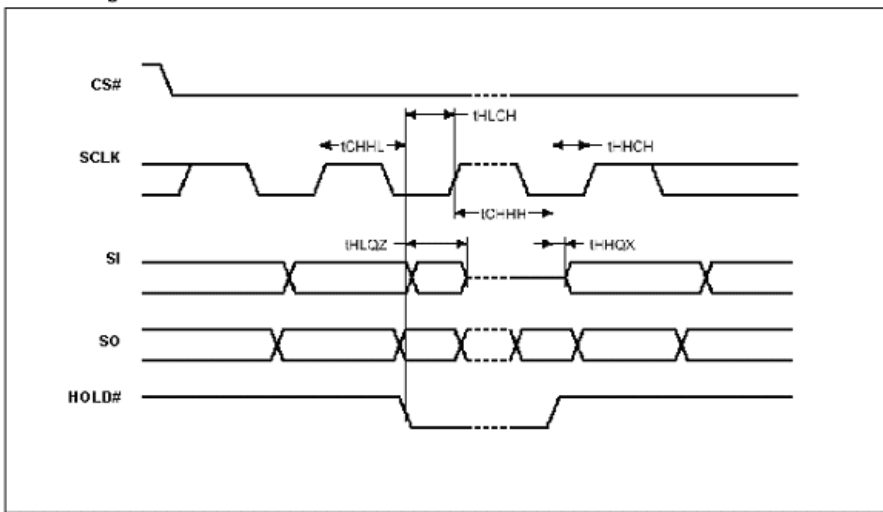 CS#
tHLCH
tCHHL
tHHCH
SCLK
tCHHH
tHLQZ
tHHQX
SI
SO
HOLD#